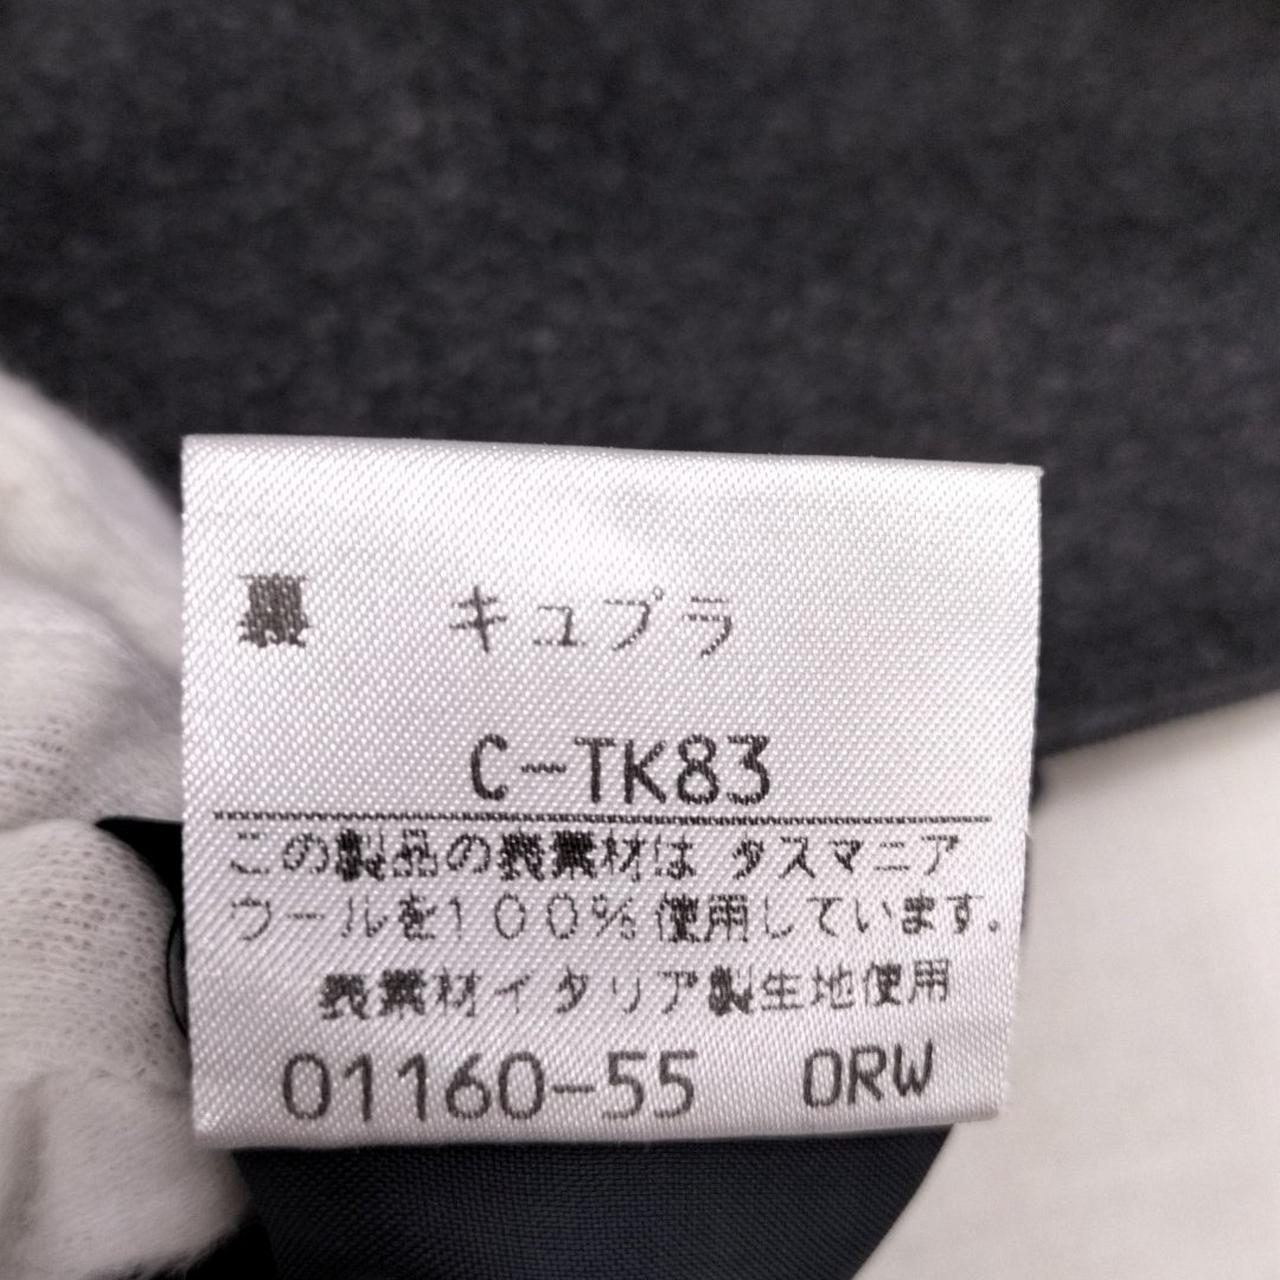 裏 キュプラ
C-TK83
この製品の表素材は タスマニア
ウールを100%使用しています.
表素材イタリア製生地使用
01160-55 ORW